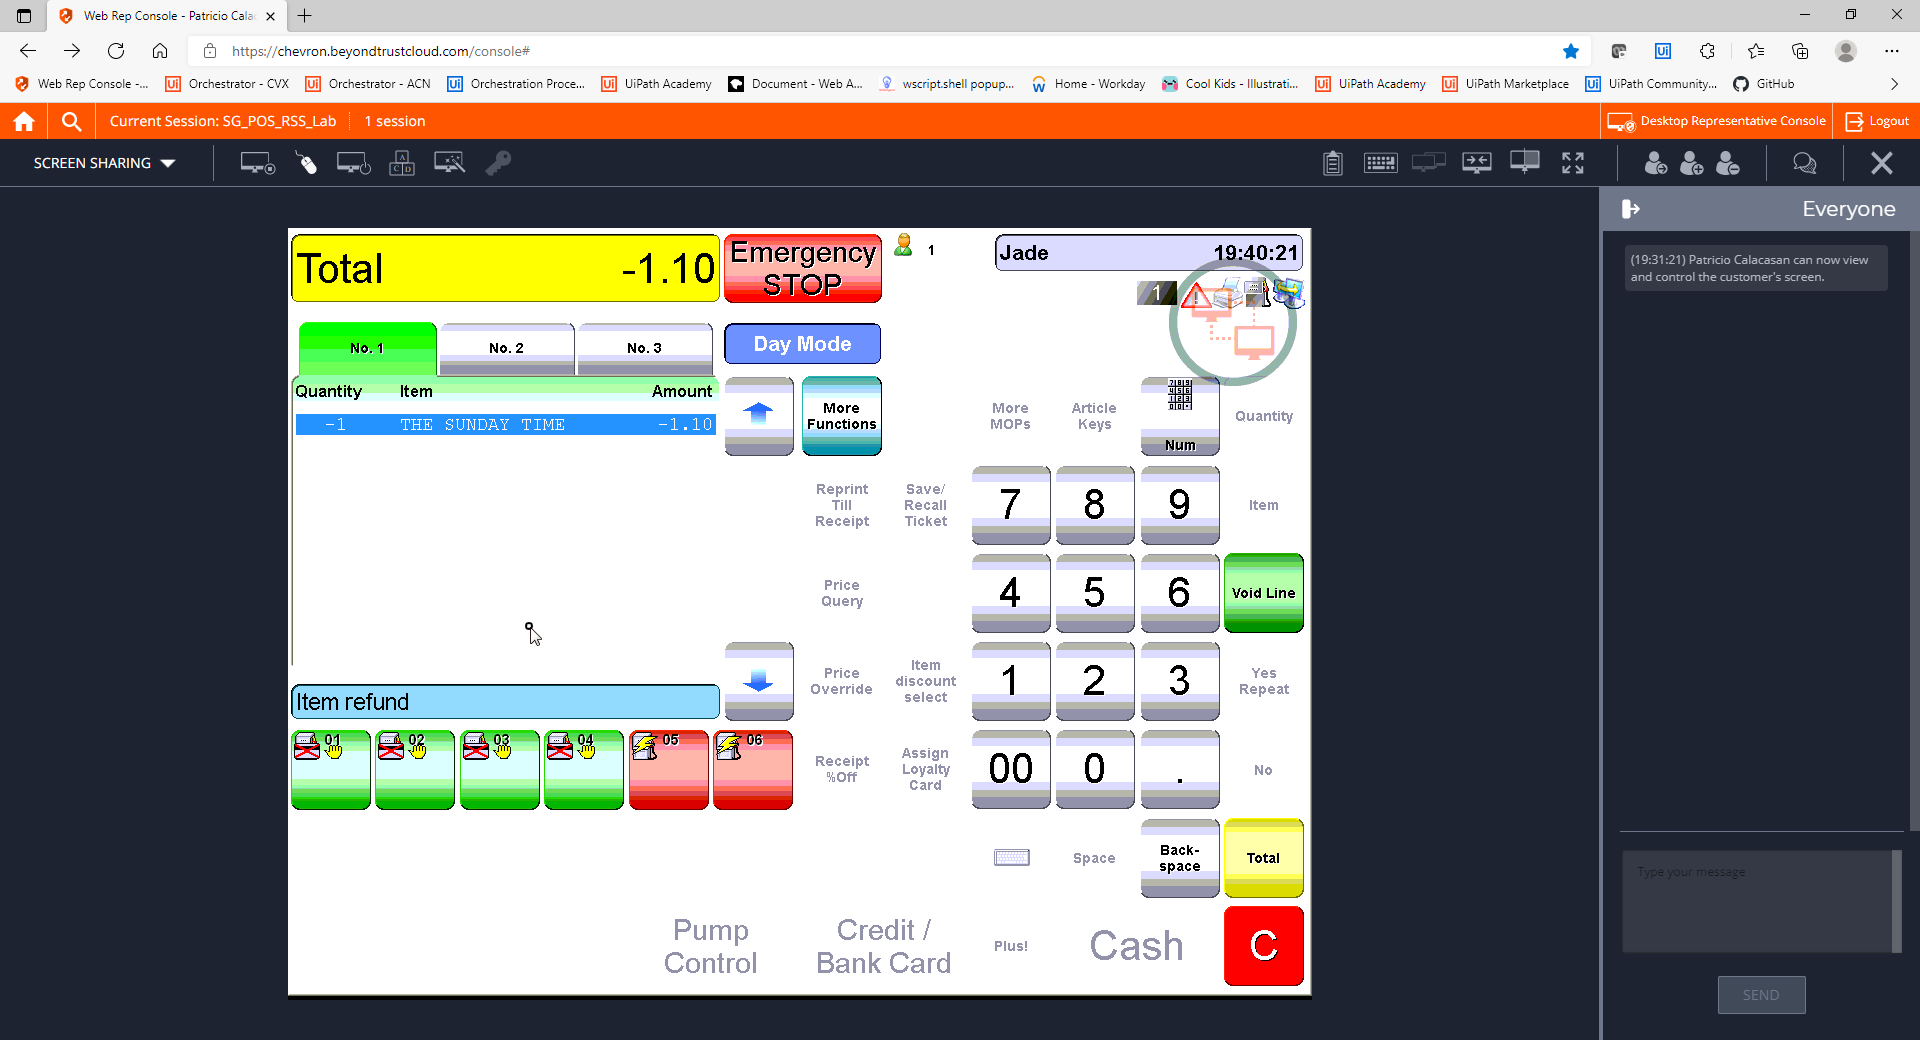 Web Rep Console - Patricio Cala
https://chevron.beyondtrustcloud.com/console#
Web Rep Console -...
Orchestrator - CVX
Orchestrator - ACN
Orchestration Proce...
UiPath Academy
Document - Web A...
wscript.shell popup...
Home - Workday
Cool Kids - Illustrati...
UiPath Academy
UiPath Marketplace
UiPath Community...
GitHub
Current Session: SG_POS_RSS_Lab
1 session
Desktop Representative Console
Logout
SCREEN SHARING
Everyone
(19:31:21) Patricio Calacasan can now view
and control the customer's screen.
Total -1.10
Emergency
STOP
1
Jade 19:40:21
1
No. 1
No. 2
No. 3
Day Mode
Quantity Item Amount
-1 THE SUNDAY TIME -1.10
More
Functions
More
MOPs
Article
Keys
Num
Quantity
Reprint
Till
Receipt
Save/
Recall
Ticket
7
8
9
Item
Price
Query
4
5
6
Void Line
Price
Override
Item
discount
select
1
2
3
Yes
Repeat
Item refund
01
02
03
04
05
06
Receipt
%Off
Assign
Loyalty
Card
00
0
.
No
Space
Back-
space
Total
Type your message
Pump
Control
Credit /
Bank Card
Plus!
Cash
C
SEND